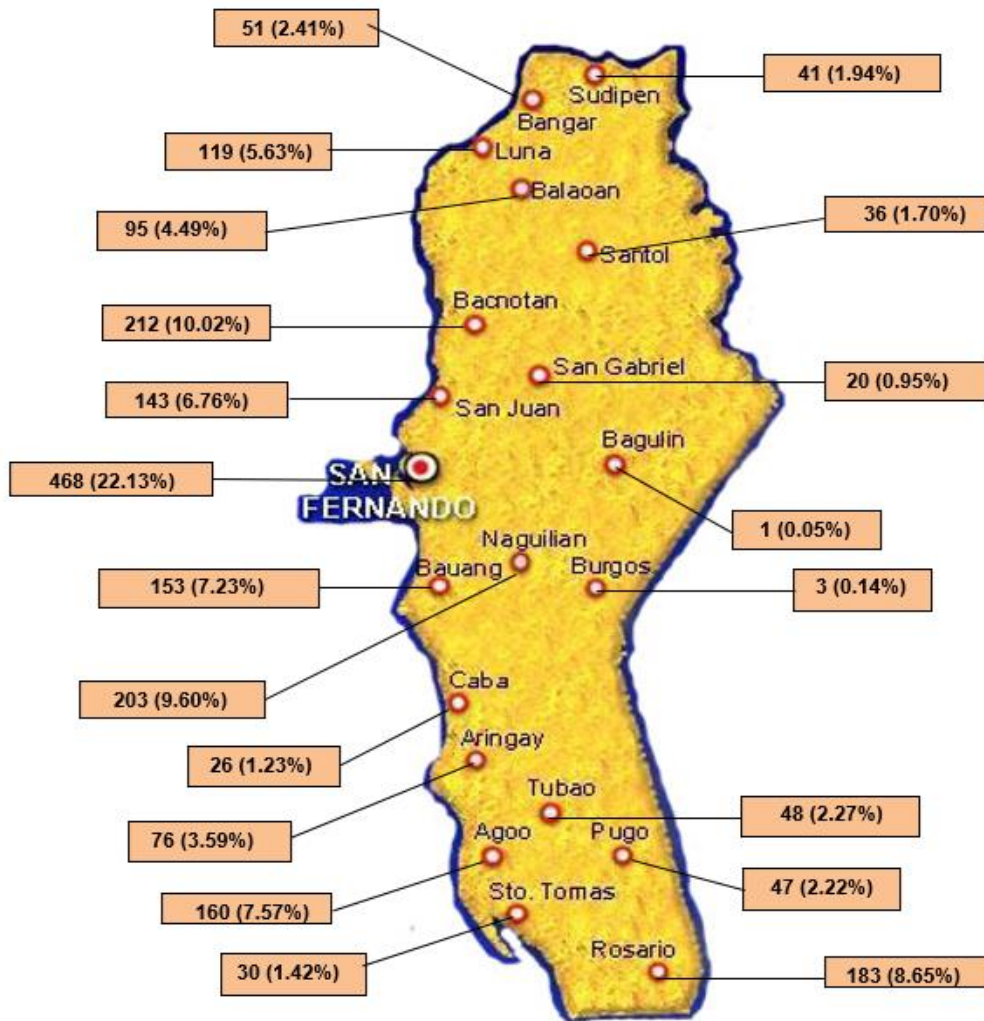 51 (2.41%)
41 (1.94%)
Sudipen
Bangar
119 (5.63%)
Luna
Balaoan
95 (4.49%)
36 (1.70%)
Santol
Bacnotan
212 (10.02%)
San Gabriel
20 (0.95%)
143 (6.76%)
San Juan
Bagulin
468 (22.13%)
SAN
FERNANDO
1 (0.05%)
Naguilian
153 (7.23%)
Bauang
Burgos
3 (0.14%)
Caba
203 (9.60%)
Aringay
26 (1.23%)
Tubao
48 (2.27%)
76 (3.59%)
Agoo
Pugo
47 (2.22%)
Sto. Tomas
160 (7.57%)
Rosario
30 (1.42%)
183 (8.65%)